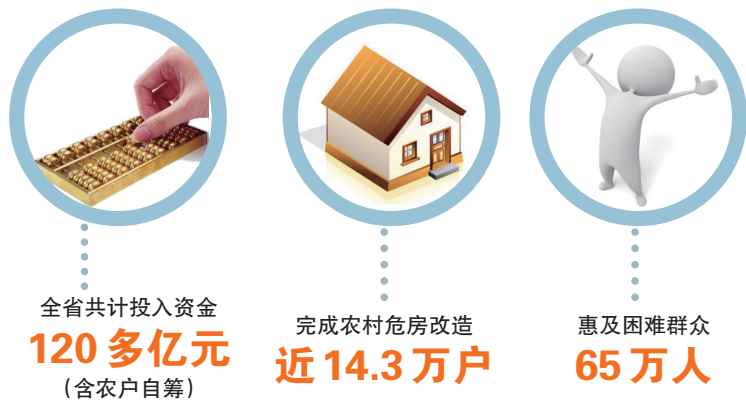 全省共计投入资金
120 多亿元
（含农户自筹）
完成农村危房改造
近 14.3 万户
惠及困难群众
65 万人